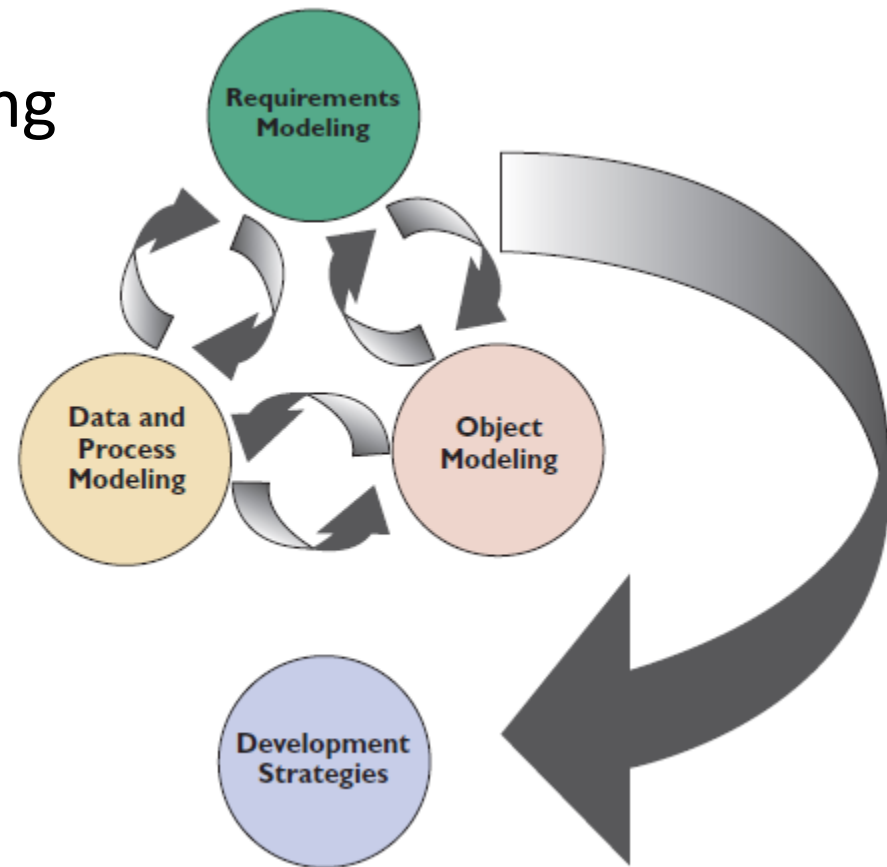 ng
Requirements
Modeling
Data and
Process
Modeling
Object
Modeling
Development
Strategies